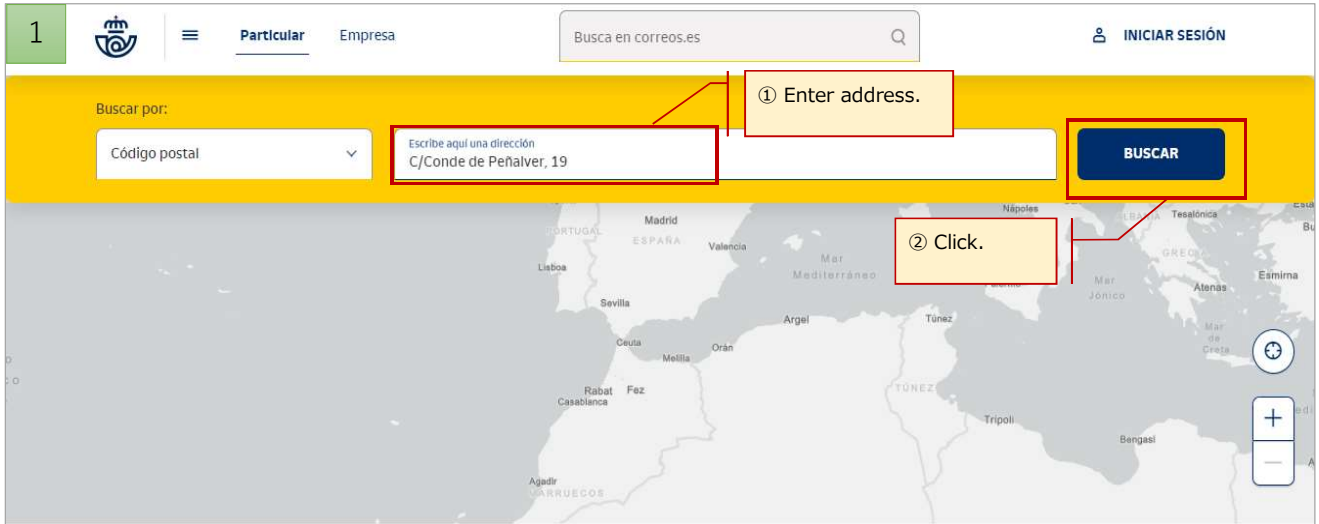 1
Particular
Empresa
Busca en correos.es
INICIAR SESIÓN
① Enter address.
Buscar por:
Código postal
Escribe aquí una dirección
C/Conde de Peñalver, 19
BUSCAR
② Click.
Madrid
PORTUGAL
ESPAÑA
Valencia
Lisboa
Mar
Mediterráneo
Sevilla
Nápoles
Tesalónica
Mar
Jónico
Atenas
Esmirna
Argel
Túnez
Mar
de
Creta
Ceuta
Melilla
Orán
Rabat
Fez
Casablanca
TÚNEZ
Trípoli
Bengasi
Agadir
MARRUECOS